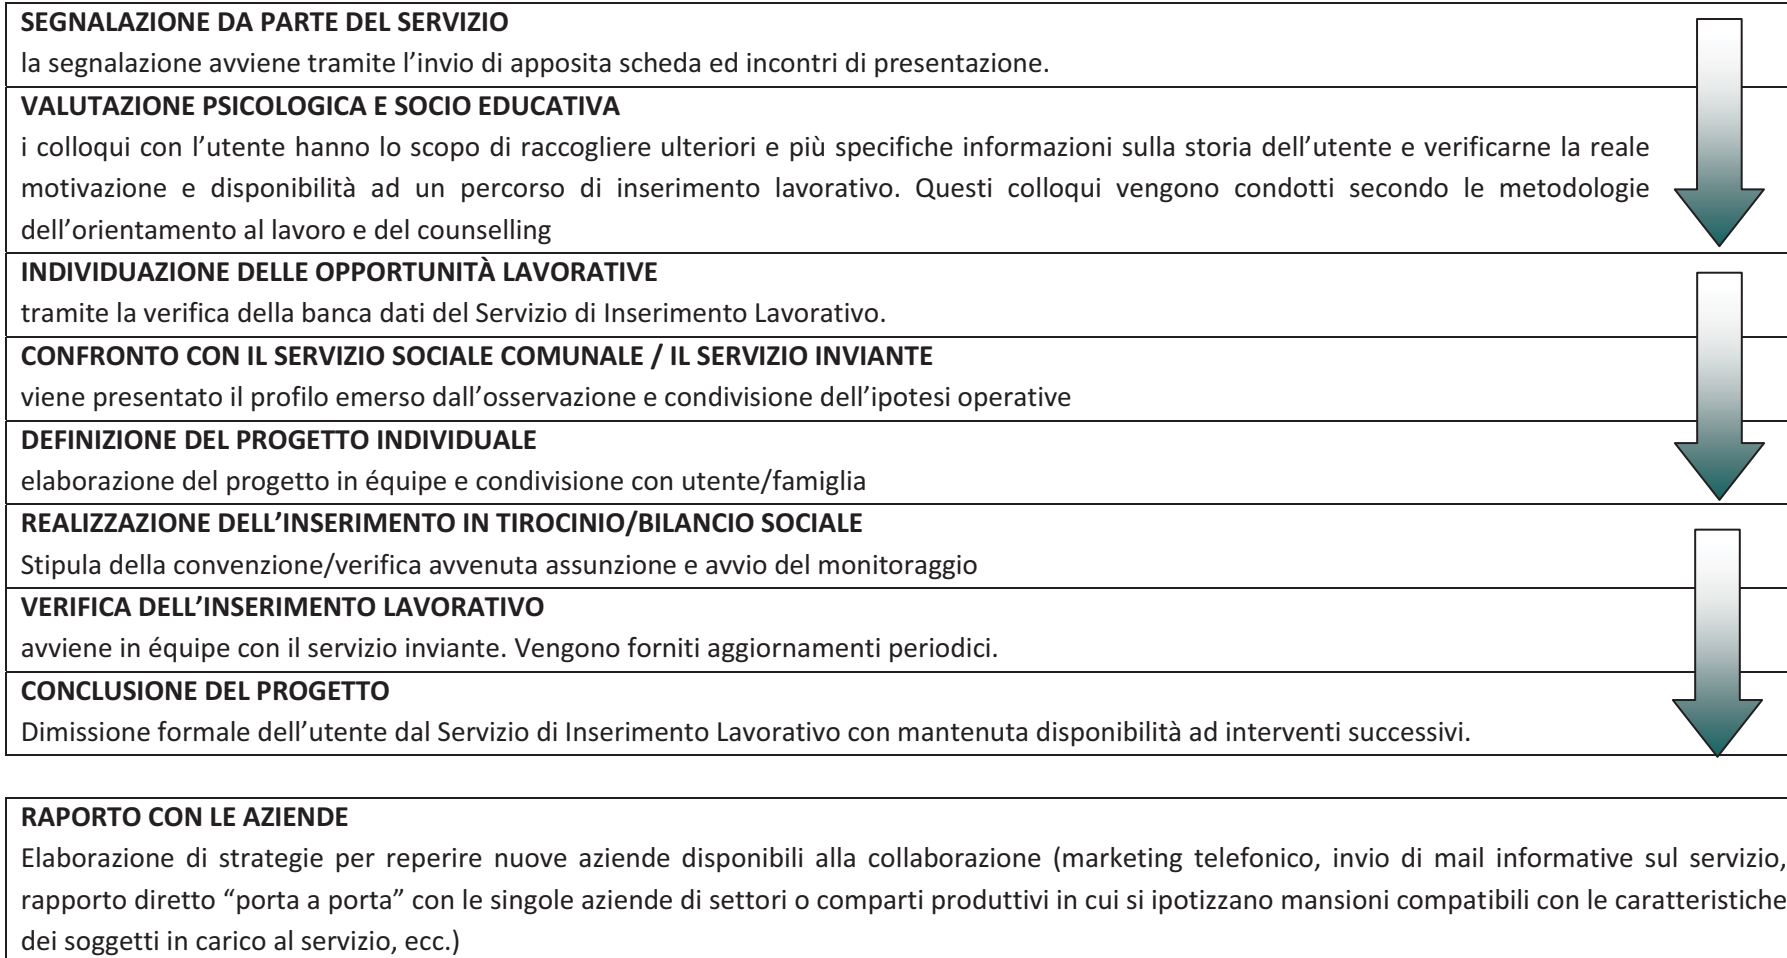 SEGNALAZIONE DA PARTE DEL SERVIZIO
la segnalazione avviene tramite l’invio di apposita scheda ed incontri di presentazione.
VALUTAZIONE PSICOLOGICA E SOCIO EDUCATIVA
i colloqui con l’utente hanno lo scopo di raccogliere ulteriori e più specifiche informazioni sulla storia dell’utente e verificarne la reale
motivazione e disponibilità ad un percorso di inserimento lavorativo. Questi colloqui vengono condotti secondo le metodologie
dell’orientamento al lavoro e del counselling
INDIVIDUAZIONE DELLE OPPORTUNITÀ LAVORATIVE
tramite la verifica della banca dati del Servizio di Inserimento Lavorativo.
CONFRONTO CON IL SERVIZIO SOCIALE COMUNALE / IL SERVIZIO INVIANTE
viene presentato il profilo emerso dall’osservazione e condivisione dell’ipotesi operative
DEFINIZIONE DEL PROGETTO INDIVIDUALE
elaborazione del progetto in équipe e condivisione con utente/famiglia
REALIZZAZIONE DELL’INSERIMENTO IN TIROCINIO/BILANCIO SOCIALE
Stipula della convenzione/verifica avvenuta assunzione e avvio del monitoraggio
VERIFICA DELL’INSERIMENTO LAVORATIVO
avviene in équipe con il servizio inviante. Vengono forniti aggiornamenti periodici.
CONCLUSIONE DEL PROGETTO
Dimissione formale dell’utente dal Servizio di Inserimento Lavorativo con mantenuta disponibilità ad interventi successivi.
RAPORTO CON LE AZIENDE
Elaborazione di strategie per reperire nuove aziende disponibili alla collaborazione (marketing telefonico, invio di mail informative sul servizio,
rapporto diretto “porta a porta” con le singole aziende di settori o comparti produttivi in cui si ipotizzano mansioni compatibili con le caratteristiche
dei soggetti in carico al servizio, ecc.)